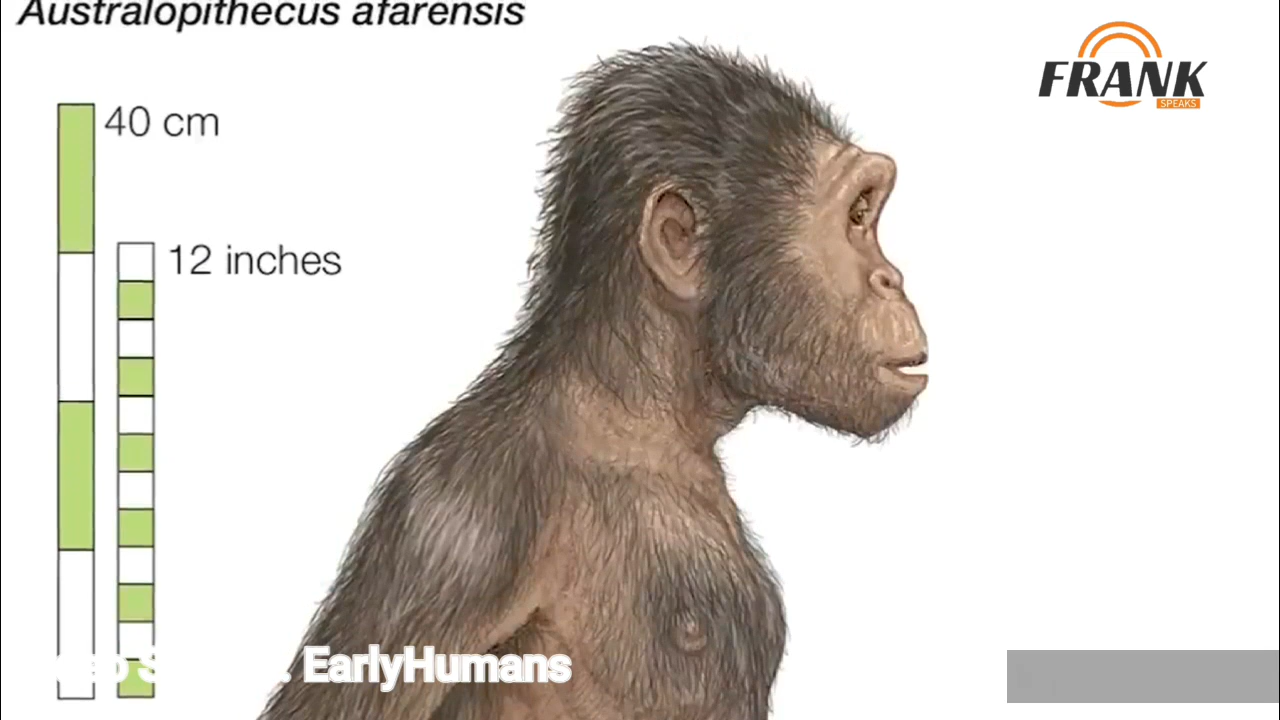 Australopithecus afarensis
FRANK
SPEAKS
40 cm
12 inches
EarlyHumans